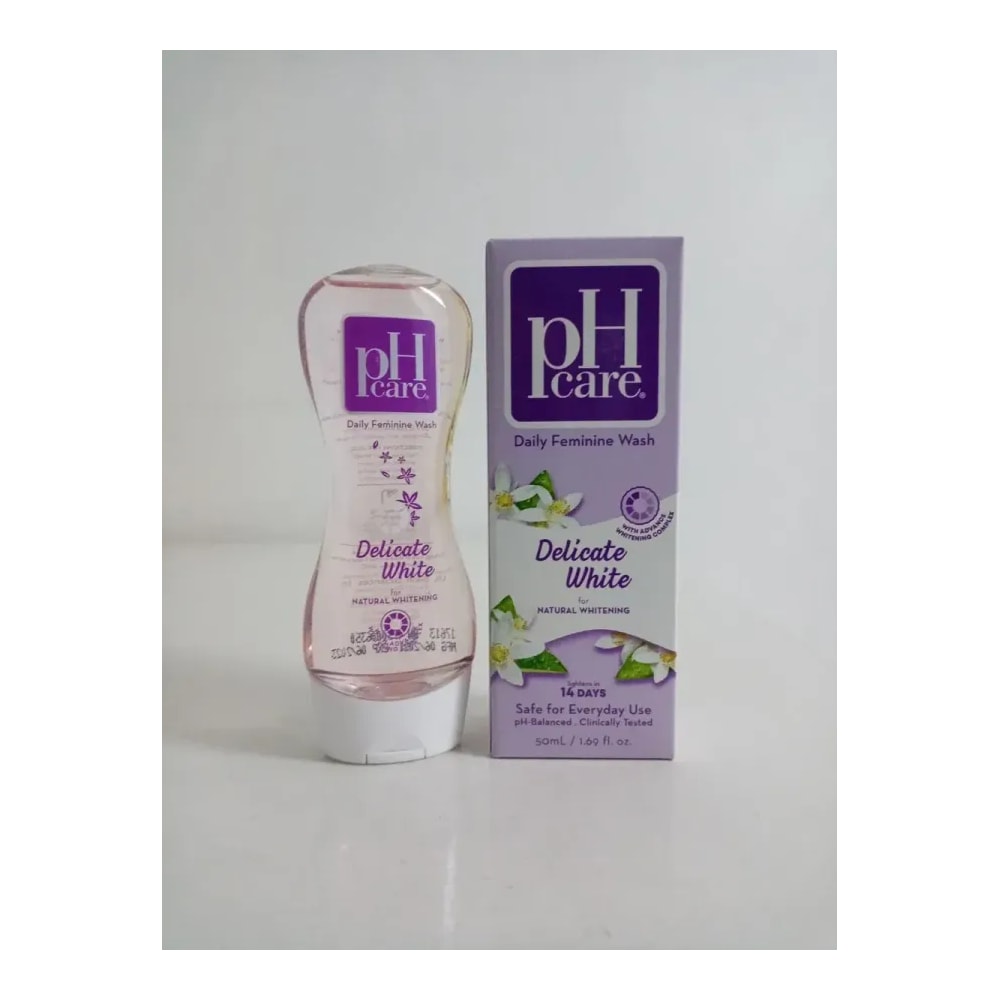 pH
care®
Daily Feminine Wash
Delicate
White
for
NATURAL WHITENING
pH
care®
Daily Feminine Wash
WITH ADVANCE
WHITENING COMPLEX
Delicate
White
for
NATURAL WHITENING
lightens in
14 DAYS
Safe for Everyday Use
pH-Balanced . Clinically Tested
50mL / 1.69 fl. oz.